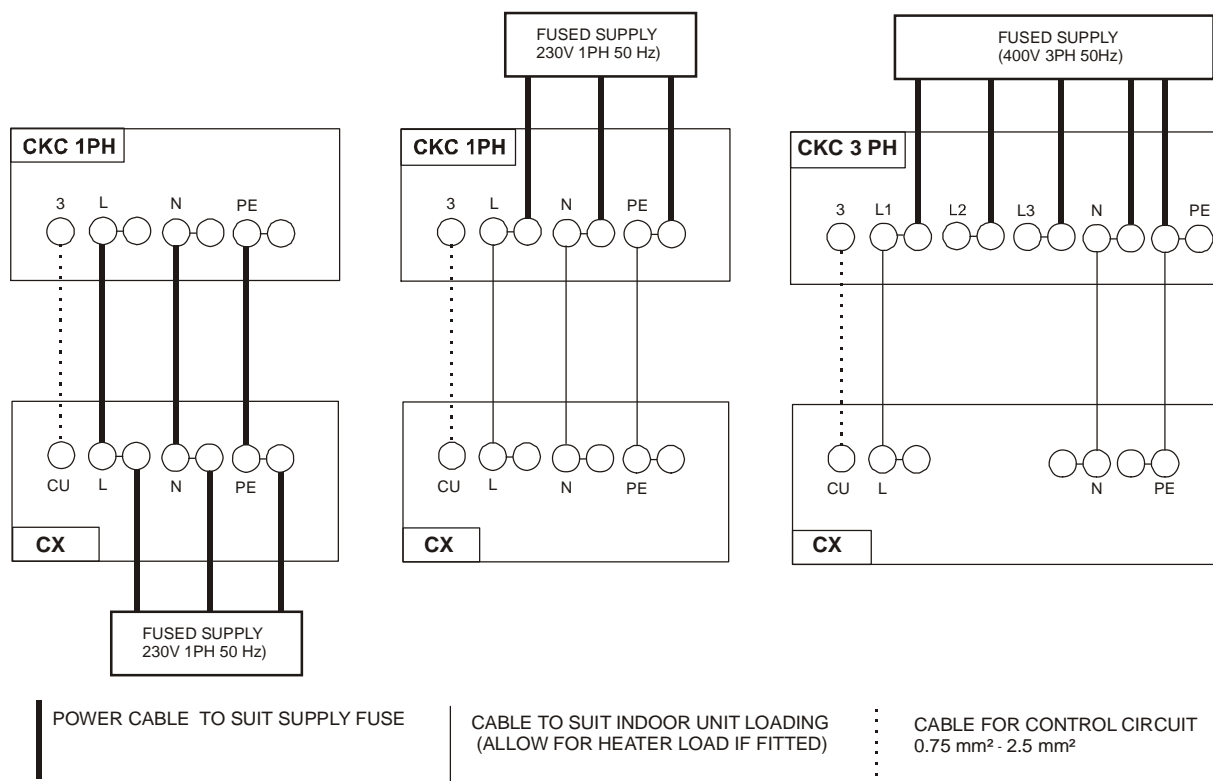 FUSED SUPPLY
230V 1PH 50 Hz)
FUSED SUPPLY
(400V 3PH 50Hz)
CKC 1PH
3 L N PE
CKC 1PH
3 L N PE
CKC 3 PH
3 L1 L2 L3 N PE
CU L N PE
CX
CU L N PE
CX
CU L N PE
CX
FUSED SUPPLY
230V 1PH 50 Hz)
POWER CABLE TO SUIT SUPPLY FUSE
CABLE TO SUIT INDOOR UNIT LOADING
(ALLOW FOR HEATER LOAD IF FITTED)
CABLE FOR CONTROL CIRCUIT
0.75 mm² - 2.5 mm²